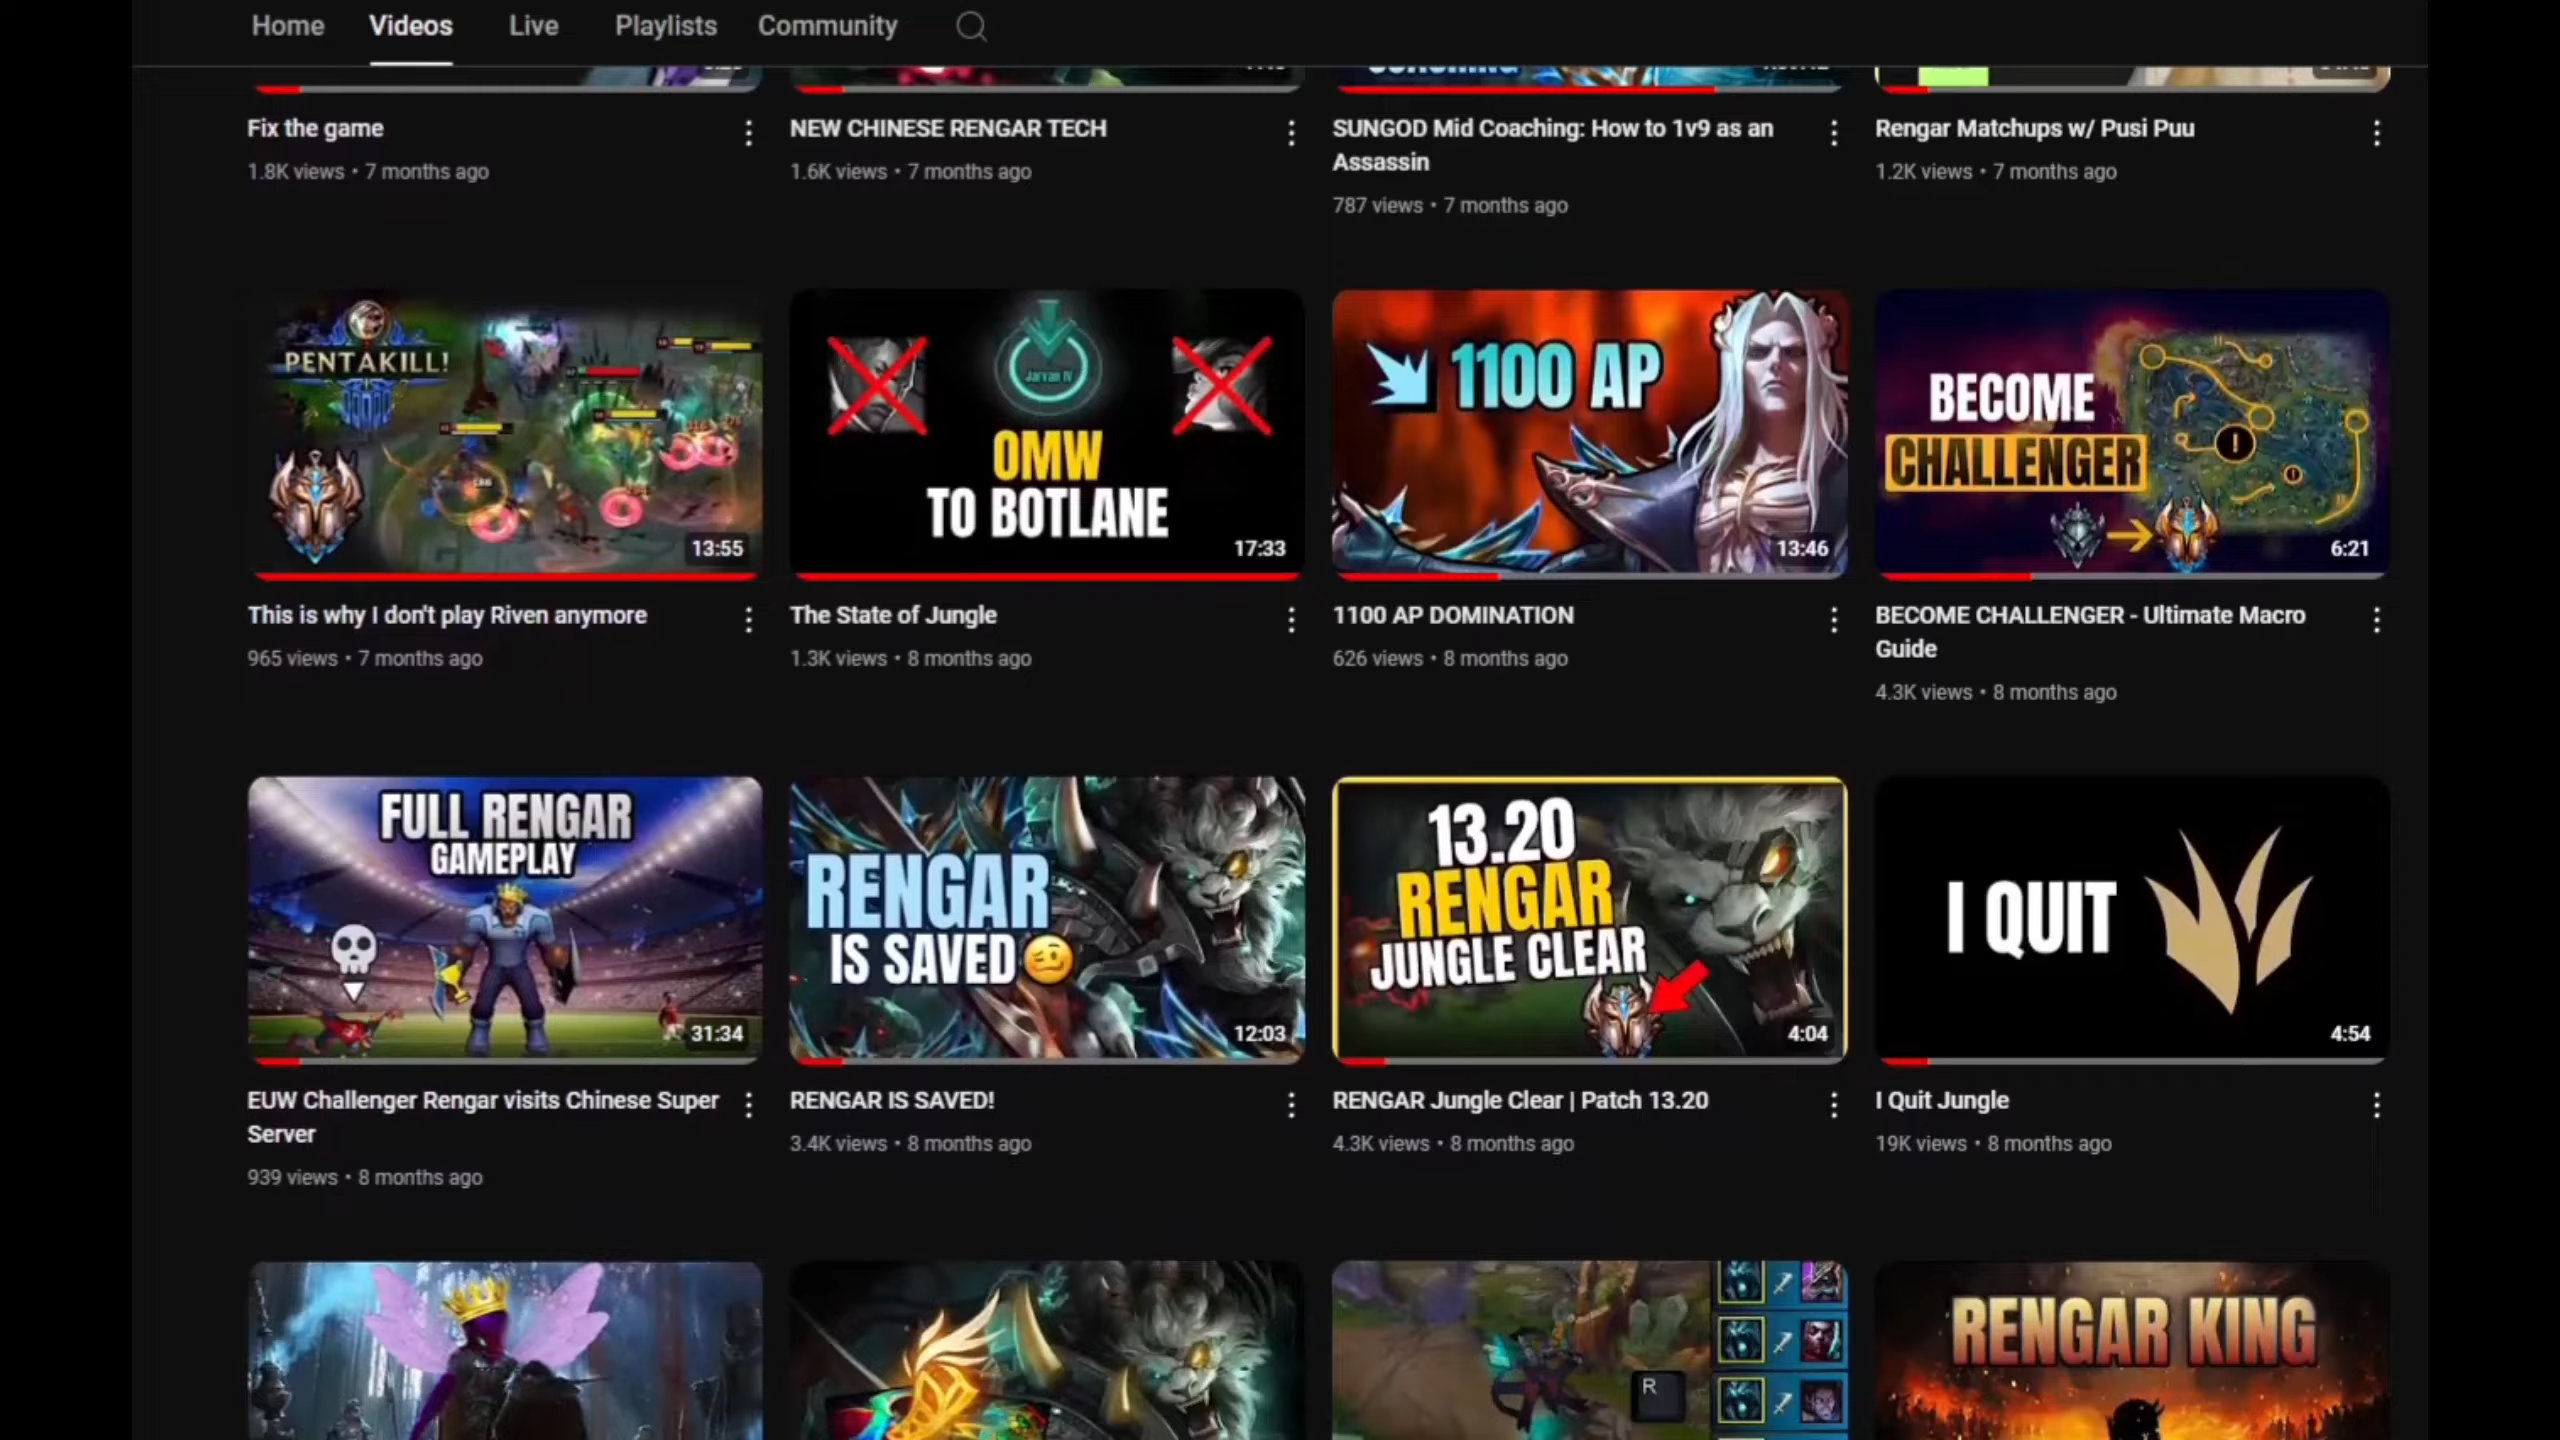 Home
Videos
Live
Playlists
Community
Fix the game
1.8K views • 7 months ago
NEW CHINESE RENGAR TECH
1.6K views • 7 months ago
SUNGOD Mid Coaching: How to 1v9 as an
Assassin
787 views • 7 months ago
Rengar Matchups w/ Pusi Puu
1.2K views • 7 months ago
PENTAKILL!
13:55
This is why I don't play Riven anymore
965 views • 7 months ago
Jarvan IV
OMW
TO BOTLANE
17:33
The State of Jungle
1.3K views • 8 months ago
1100 AP
13:46
1100 AP DOMINATION
626 views • 8 months ago
BECOME
CHALLENGER
6:21
BECOME CHALLENGER - Ultimate Macro
Guide
4.3K views • 8 months ago
FULL RENGAR
GAMEPLAY
31:34
EUW Challenger Rengar visits Chinese Super
Server
939 views • 8 months ago
RENGAR
IS SAVED
12:03
RENGAR IS SAVED!
3.4K views • 8 months ago
13.20
RENGAR
JUNGLE CLEAR
4:04
RENGAR Jungle Clear | Patch 13.20
4.3K views • 8 months ago
I QUIT
4:54
I Quit Jungle
19K views • 8 months ago
R
RENGAR KING